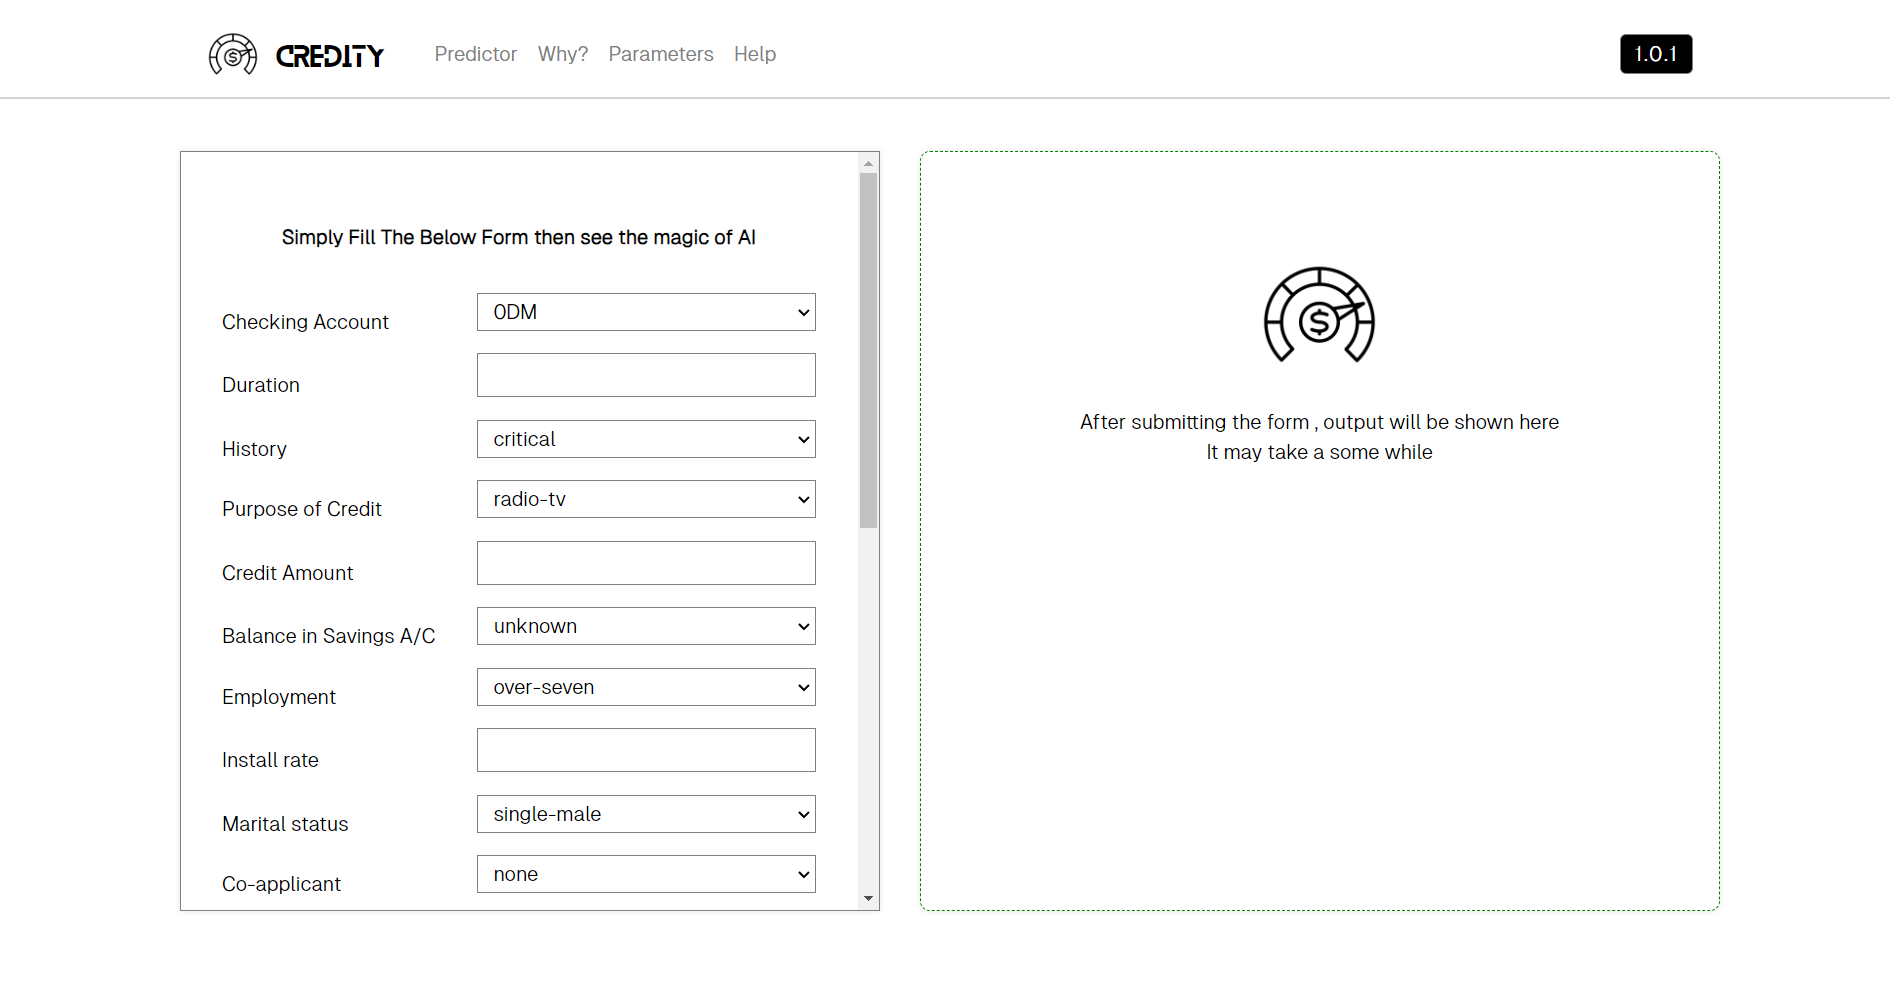 CREDITY Predictor Why? Parameters Help 1.0.1
Simply Fill The Below Form then see the magic of AI
Checking Account 0DM
Duration
History critical
Purpose of Credit radio-tv
Credit Amount
Balance in Savings A/C unknown
Employment over-seven
Install rate
Marital status single-male
Co-applicant none
$
After submitting the form , output will be shown here
It may take a some while